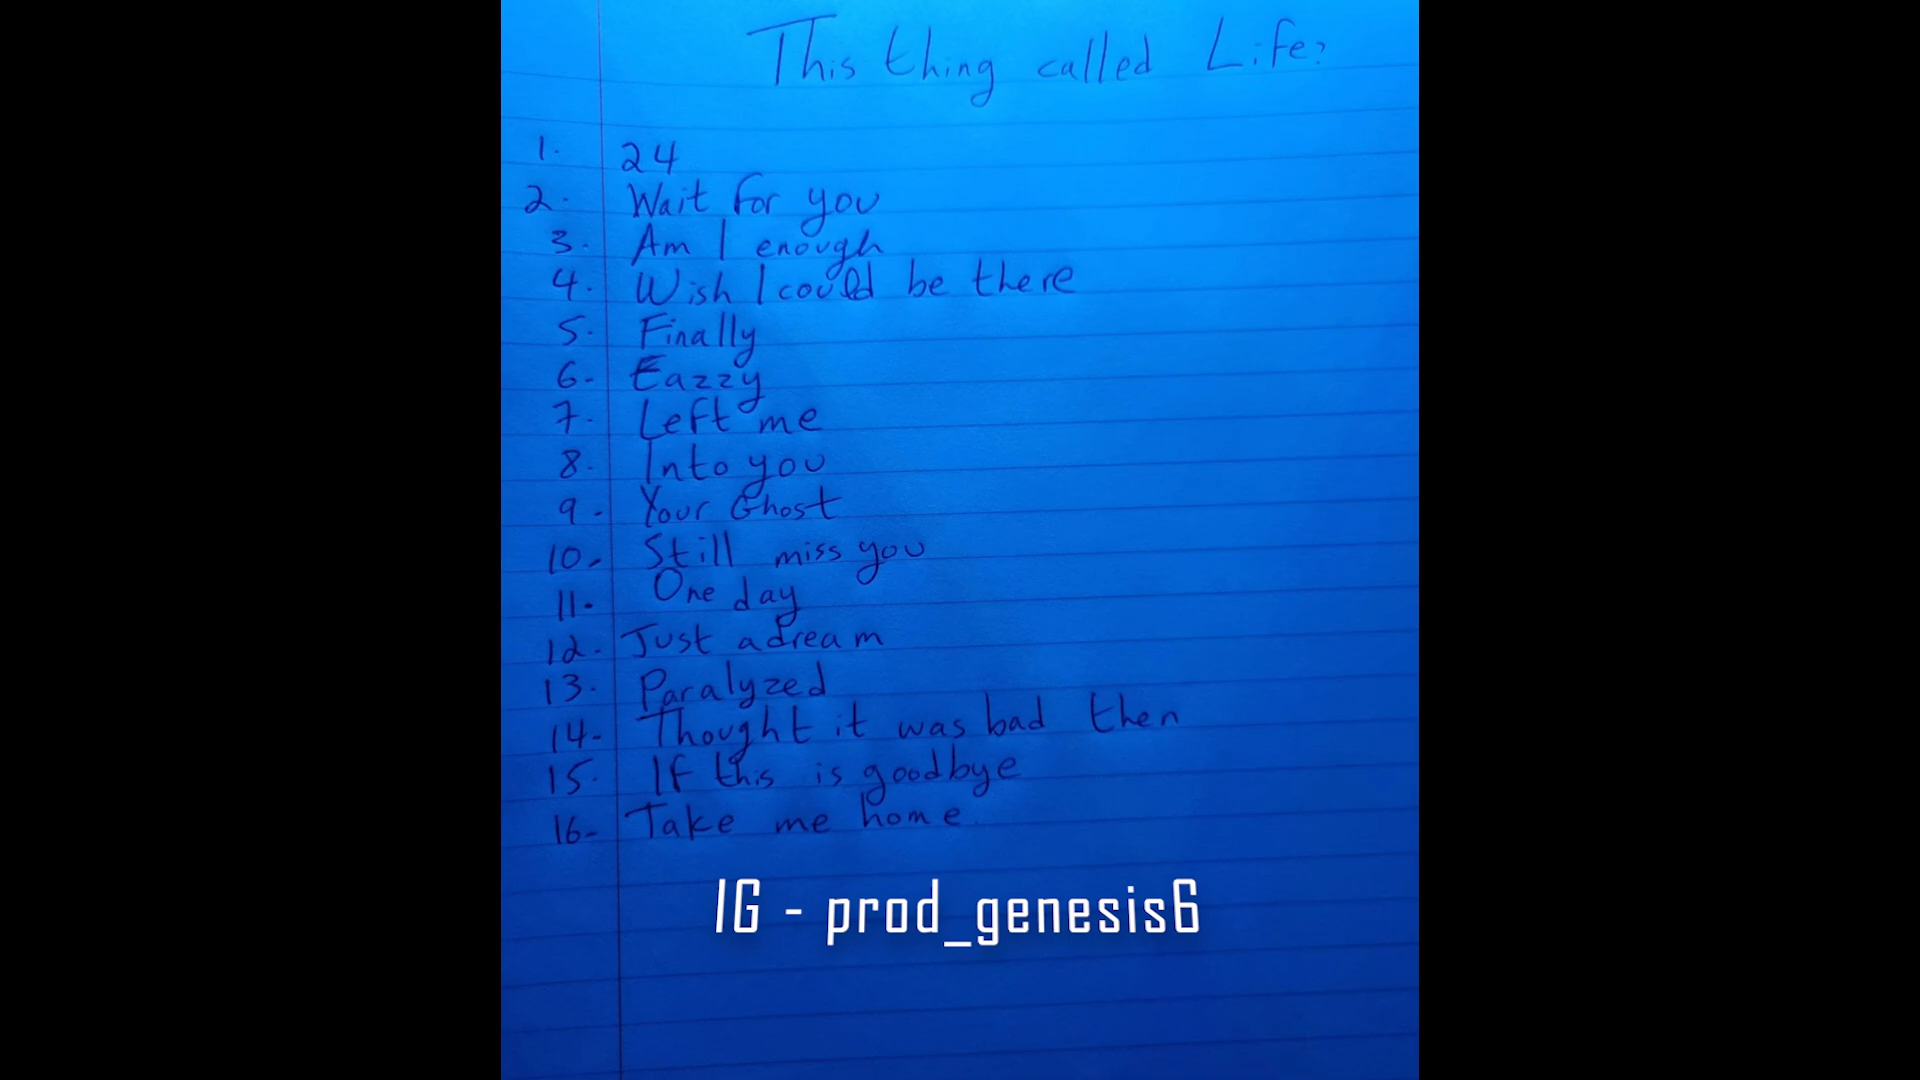 This thing called Life?
1. 24
2. Wait for you
3. Am I enough
4. Wish I could be there
5. Finally
6. Eazzy
7. Left me
8. Into you
9. Your Ghost
10. Still miss you
11. One day
12. Just a dream
13. Paralyzed
14. Thought it was bad then
15. If this is goodbye
16. Take me home
IG - prod_genesis6